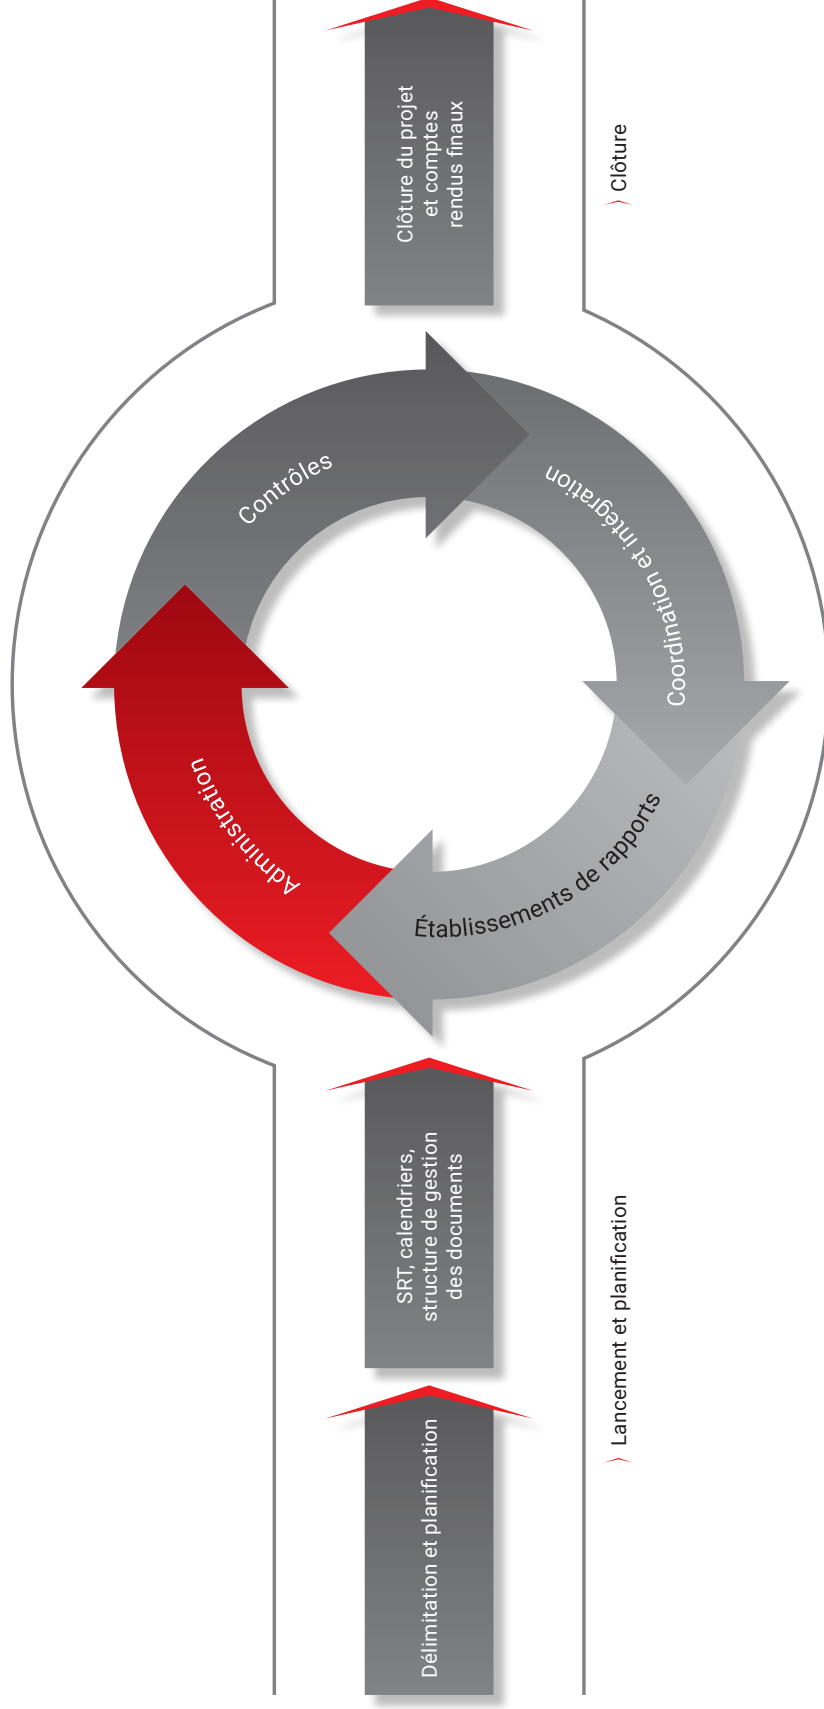 Délimitation et planification
SRT, calendriers,
structure de gestion
des documents
Administration
Contrôles
Coordination et intégration
Établissements de rapports
Clôture du projet
et comptes
rendus finaux
Lancement et planification
Clôture